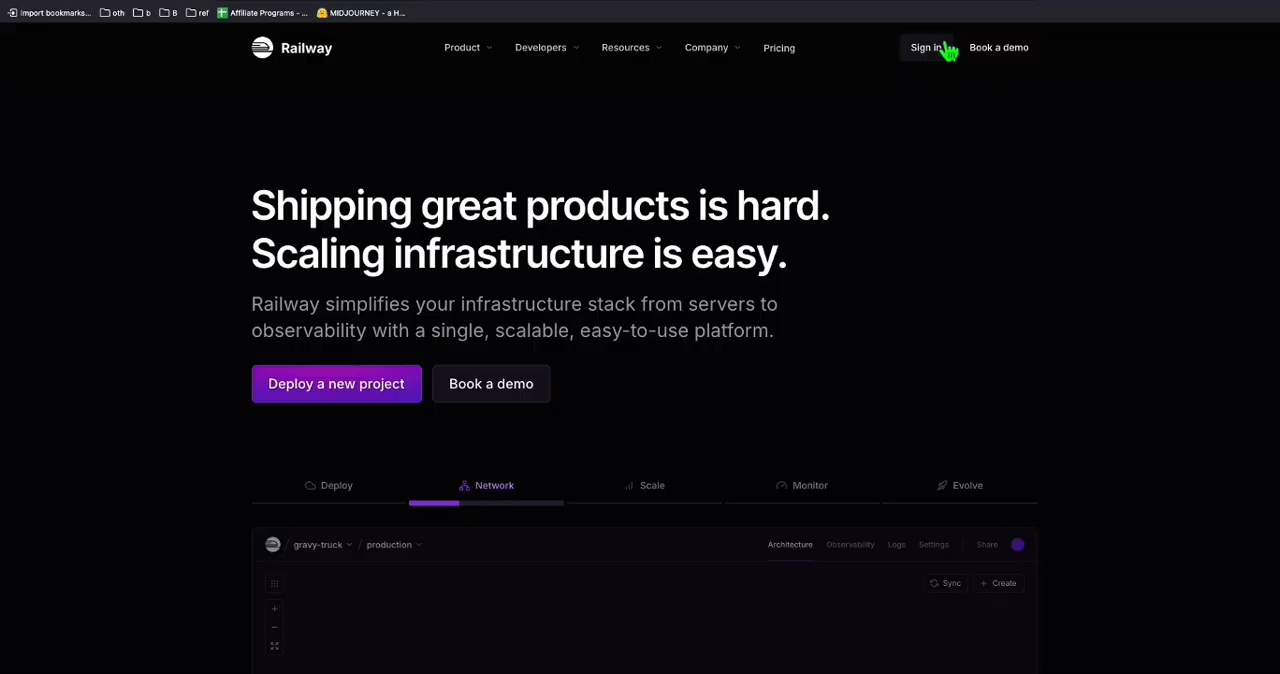 Import bookmarks... oth b B ref Affiliate Programs - ... MIDJOURNEY - a H...
Railway Product Developers Resources Company Pricing Sign in Book a demo
Shipping great products is hard.
Scaling infrastructure is easy.
Railway simplifies your infrastructure stack from servers to
observability with a single, scalable, easy-to-use platform.
Deploy a new project Book a demo
Deploy Network Scale Monitor Evolve
/ gravy-truck / production Architecture Observability Logs Settings Share
Sync + Create
+
−